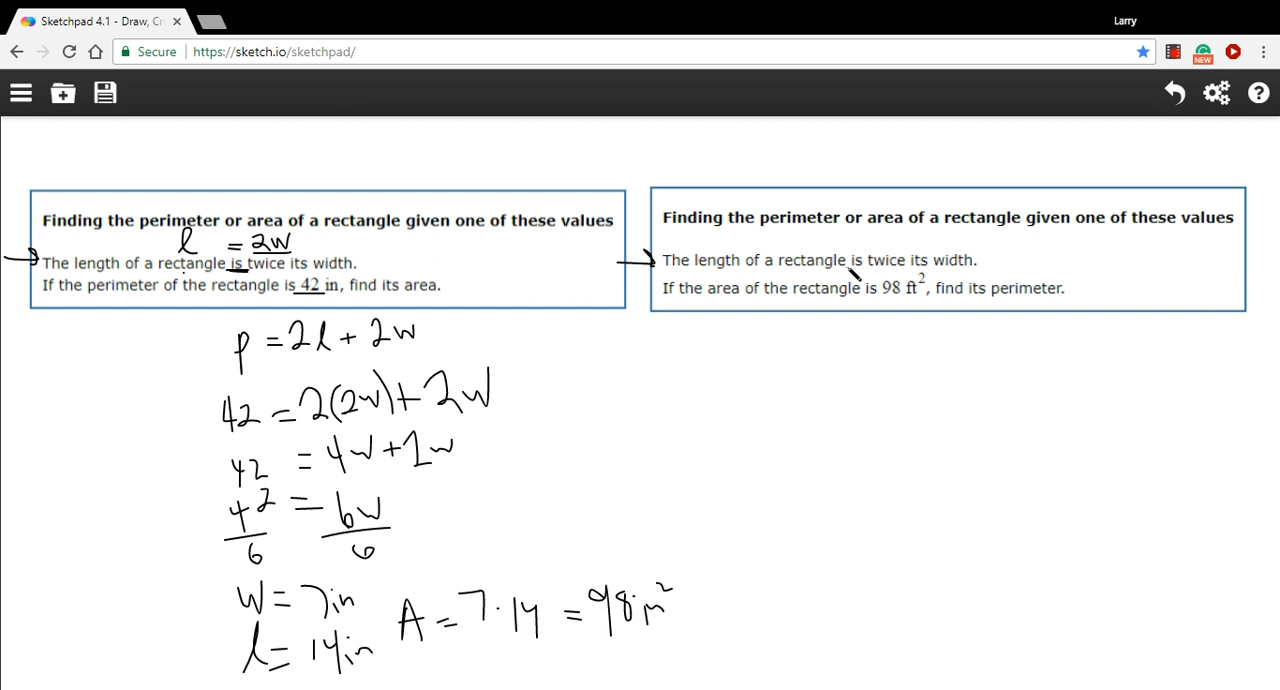 Sketchpad 4.1 - Draw, Cr
Larry
Secure | https://sketch.io/sketchpad/
NEW
Finding the perimeter or area of a rectangle given one of these values
l = 2W
The length of a rectangle is twice its width.
If the perimeter of the rectangle is 42 in, find its area.
Finding the perimeter or area of a rectangle given one of these values
The length of a rectangle is twice its width.
If the area of the rectangle is 98 ft², find its perimeter.
p = 2l + 2w
42 = 2(2w) + 2w
42 = 4w + 2w
42 = 6w
6 6
W = 7in
A = 7·14 = 98in²
l = 14in